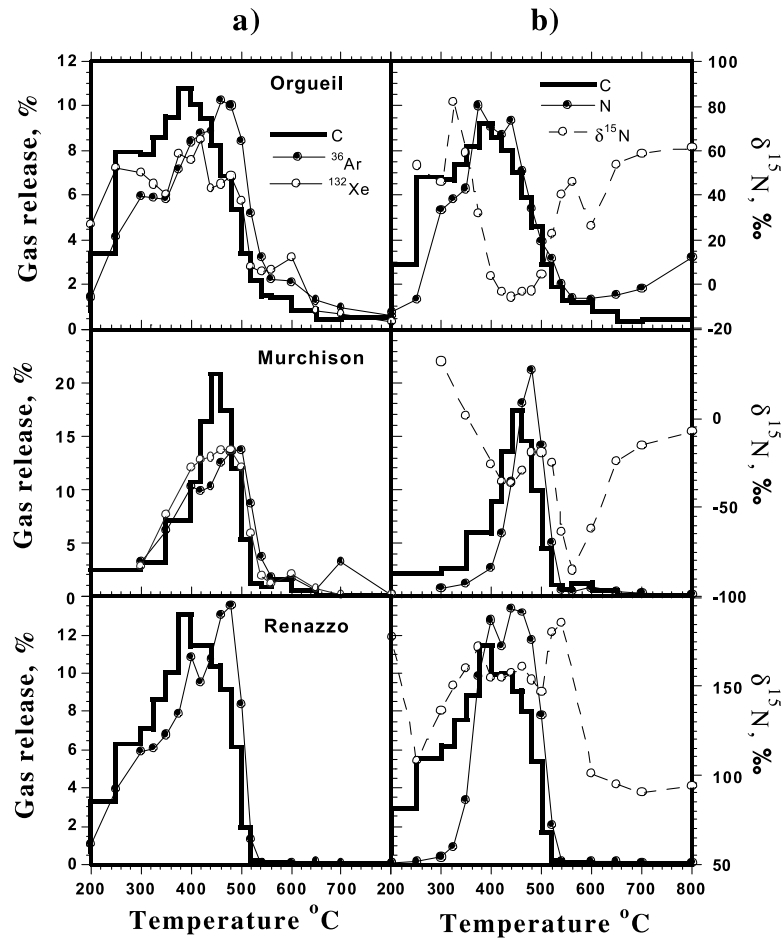 a)
b)
Orgueil
C
³⁶Ar
¹³²Xe
C
N
δ¹⁵N
Gas release, %
12
10
8
6
4
2
0
100
80
60
40
20
0
-20
δ¹⁵N, ‰
Murchison
Gas release, %
20
15
10
5
0
0
-50
-100
δ¹⁵N, ‰
Renazzo
Gas release, %
12
10
8
6
4
2
0
150
100
50
δ¹⁵N, ‰
200 300 400 500 600 700 200 300 400 500 600 700 800
Temperature °C
Temperature °C